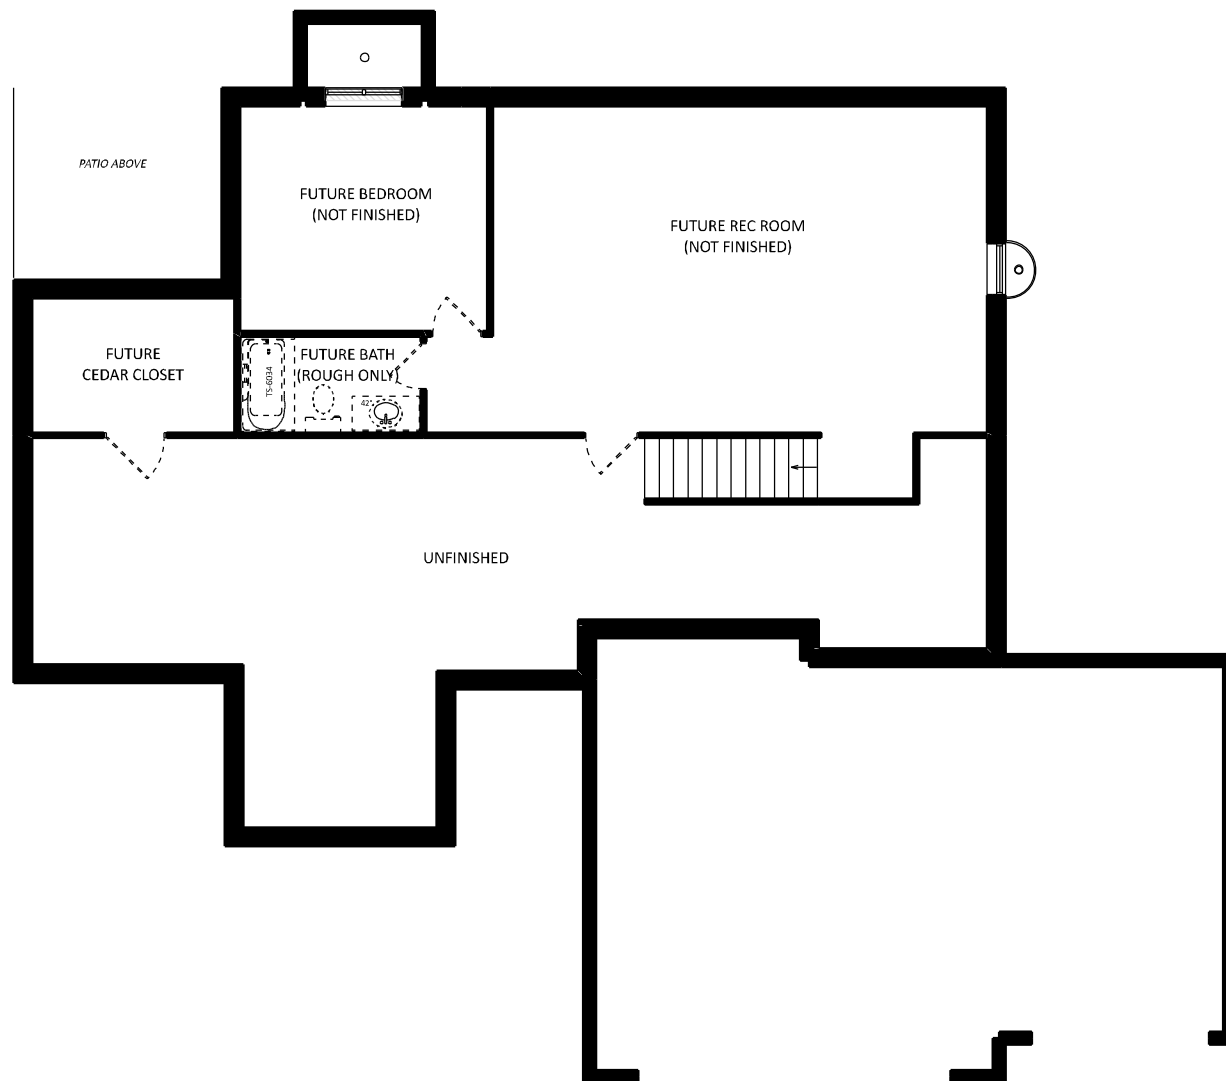 PATIO ABOVE
FUTURE BEDROOM
(NOT FINISHED)
FUTURE REC ROOM
(NOT FINISHED)
FUTURE
CEDAR CLOSET
FUTURE BATH
(ROUGH ONLY)
TS-6034
42"
UNFINISHED